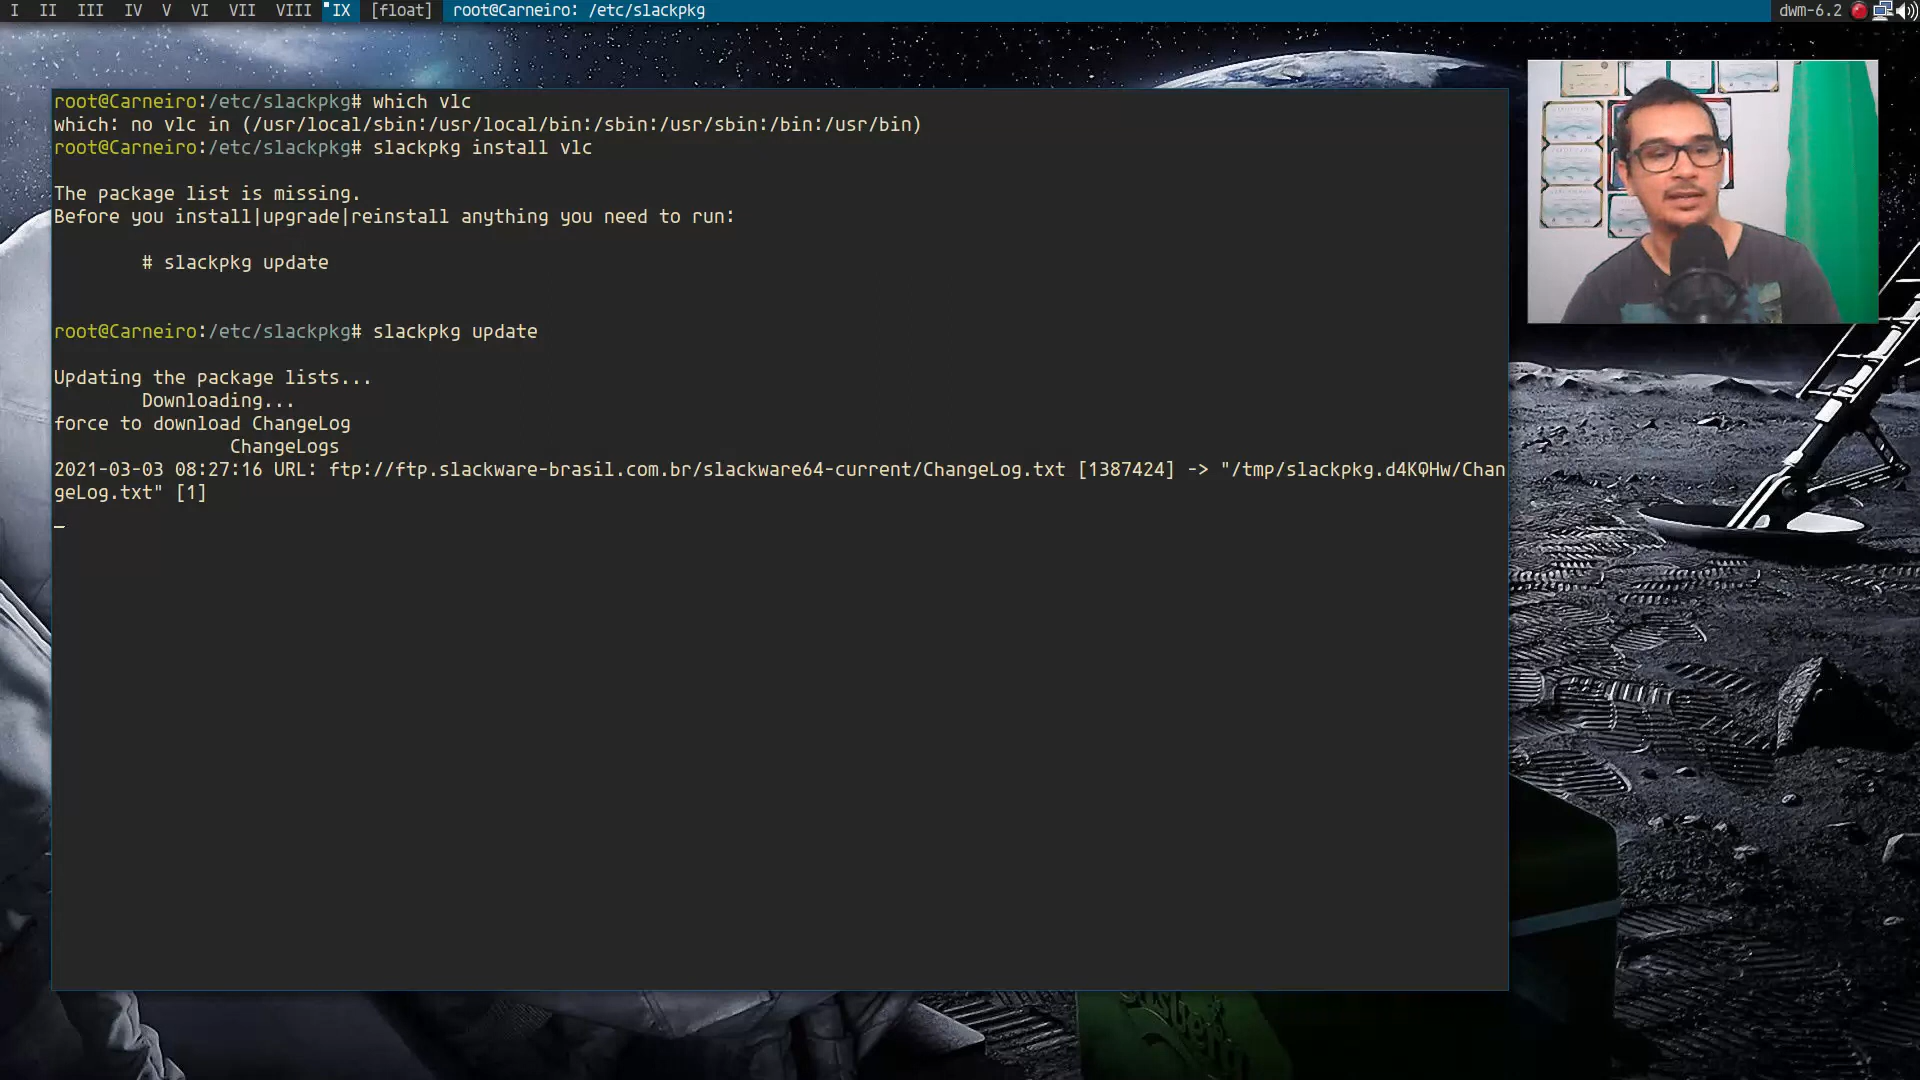 I II III IV V VI VII VIII IX [float] root@Carneiro: /etc/slackpkg dwm-6.2
root@Carneiro:/etc/slackpkg# which vlc
which: no vlc in (/usr/local/sbin:/usr/local/bin:/sbin:/usr/sbin:/bin:/usr/bin)
root@Carneiro:/etc/slackpkg# slackpkg install vlc
The package list is missing.
Before you install|upgrade|reinstall anything you need to run:
# slackpkg update
root@Carneiro:/etc/slackpkg# slackpkg update
Updating the package lists...
Downloading...
force to download ChangeLog
ChangeLogs
2021-03-03 08:27:16 URL: ftp://ftp.slackware-brasil.com.br/slackware64-current/ChangeLog.txt [1387424] -> "/tmp/slackpkg.d4KQHw/Chan
geLog.txt" [1]